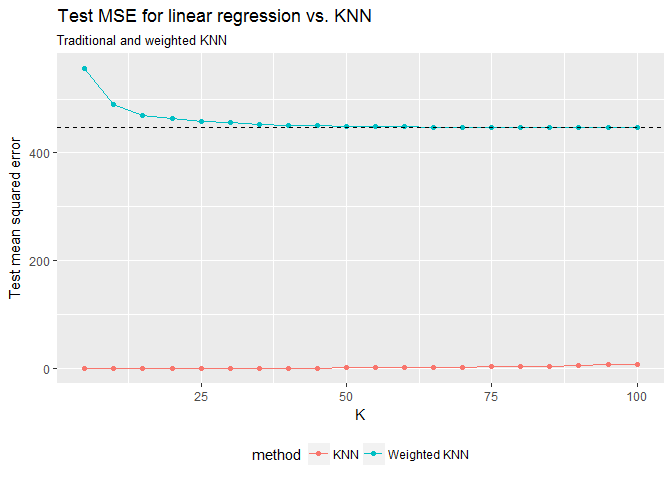 Test MSE for linear regression vs. KNN
Traditional and weighted KNN
Test mean squared error
400
200
0
25 50 75 100
K
method KNN Weighted KNN